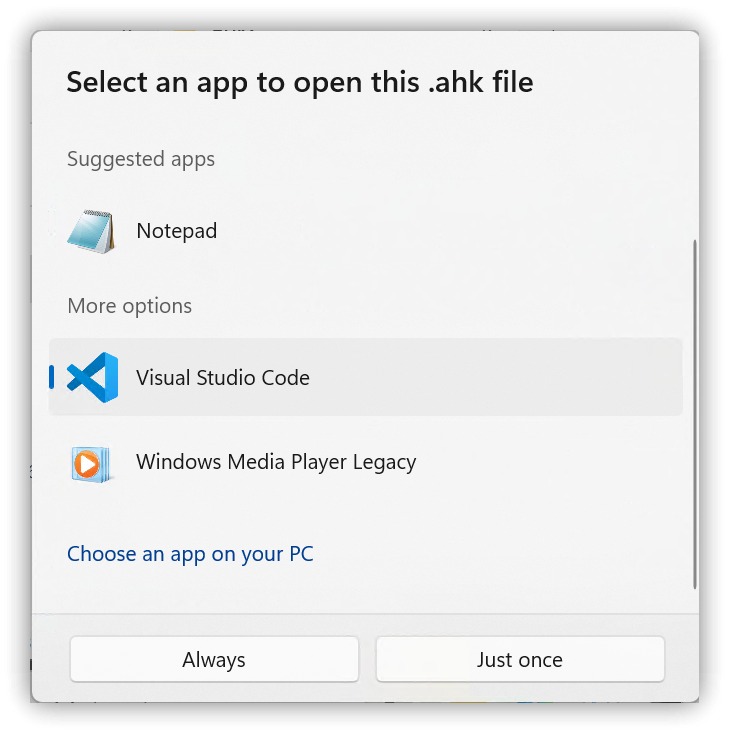 Select an app to open this .ahk file
Suggested apps
Notepad
More options
Visual Studio Code
Windows Media Player Legacy
Choose an app on your PC
Always
Just once